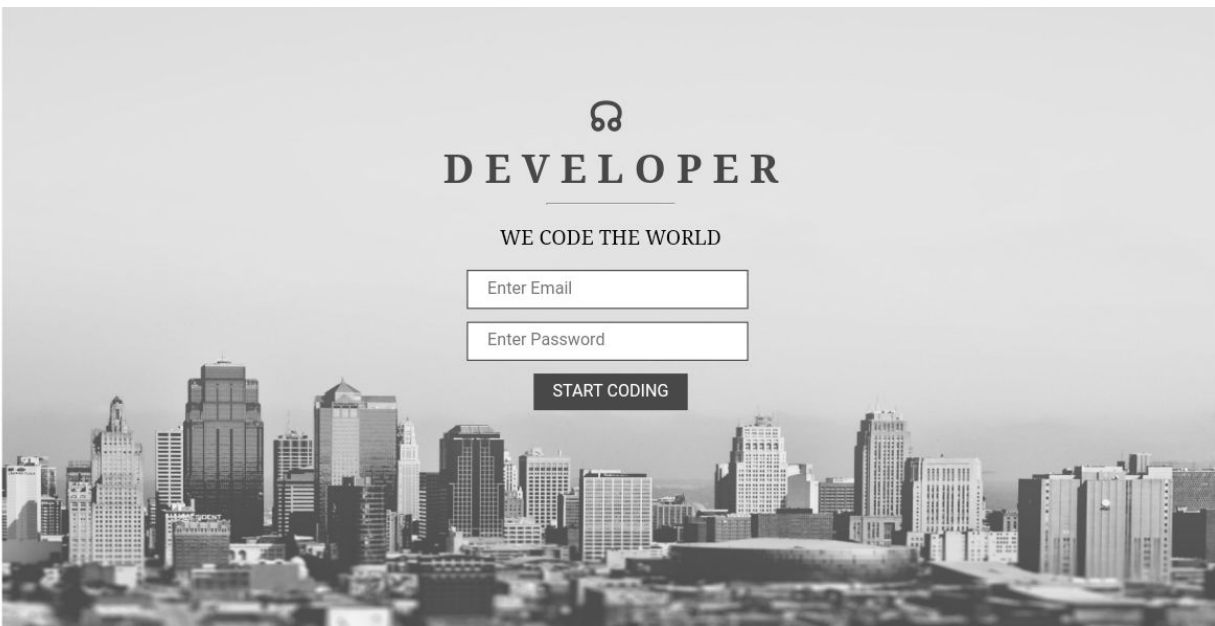 DEVELOPER
WE CODE THE WORLD
Enter Email
Enter Password
START CODING